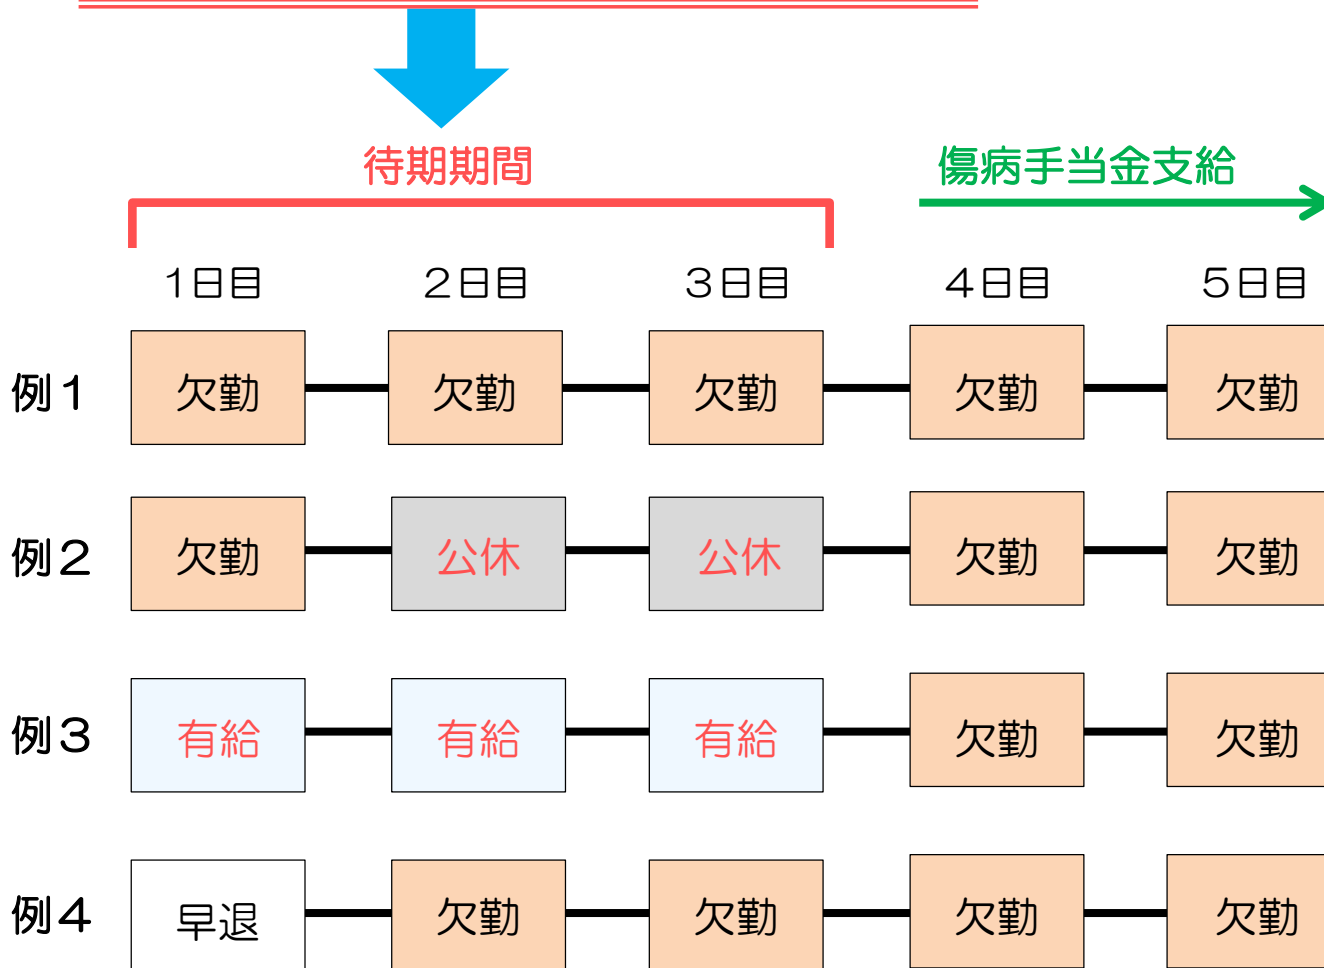 待期期間 傷病手当金支給
1日目 2日目 3日目 4日目 5日目
例1 欠勤 欠勤 欠勤 欠勤 欠勤
例2 欠勤 公休 公休 欠勤 欠勤
例3 有給 有給 有給 欠勤 欠勤
例4 早退 欠勤 欠勤 欠勤 欠勤